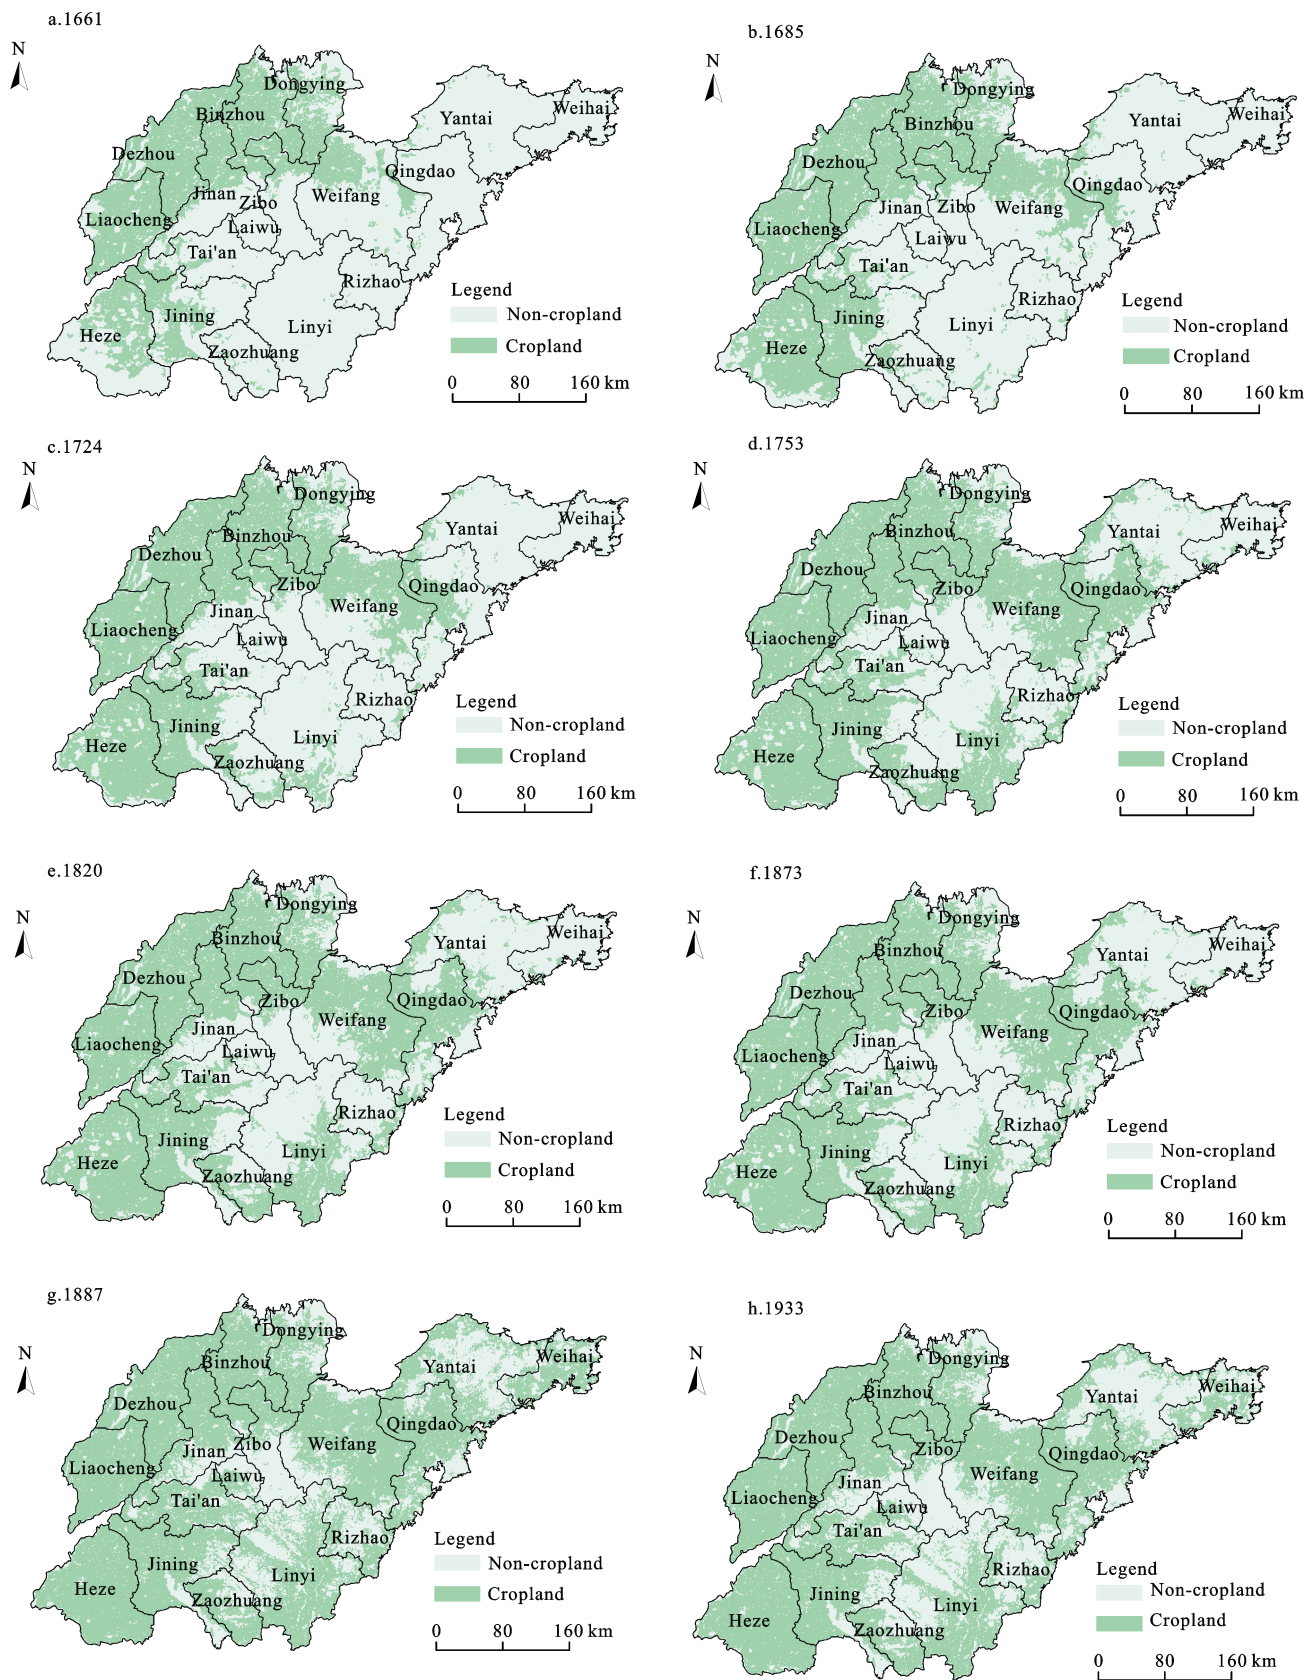 a.1661
N
Dongying
Binzhou
Yantai
Weihai
Dezhou
Qingdao
Jinan
Zibo
Weifang
Liaocheng
Laiwu
Tai'an
Rizhao
Jining
Heze
Linyi
Zaozhuang
Legend
Non-cropland
Cropland
0 80 160 km
b.1685
N
Dongying
Binzhou
Yantai
Weihai
Dezhou
Qingdao
Jinan
Zibo
Weifang
Liaocheng
Laiwu
Tai'an
Rizhao
Jining
Linyi
Heze
Zaozhuang
Legend
Non-cropland
Cropland
0 80 160 km
c.1724
N
Dongying
Binzhou
Yantai
Weihai
Dezhou
Zibo
Qingdao
Jinan
Weifang
Liaocheng
Laiwu
Tai'an
Rizhao
Jining
Heze
Linyi
Zaozhuang
Legend
Non-cropland
Cropland
0 80 160 km
d.1753
N
Dongying
Binzhou
Yantai
Weihai
Dezhou
Zibo
Qingdao
Jinan
Weifang
Liaocheng
Laiwu
Tai'an
Rizhao
Jining
Linyi
Heze
Zaozhuang
Legend
Non-cropland
Cropland
0 80 160 km
e.1820
N
Dongying
Binzhou
Yantai
Weihai
Dezhou
Zibo
Qingdao
Jinan
Weifang
Liaocheng
Laiwu
Tai'an
Rizhao
Jining
Linyi
Heze
Zaozhuang
Legend
Non-cropland
Cropland
0 80 160 km
f.1873
N
Dongying
Binzhou
Yantai
Weihai
Dezhou
Zibo
Qingdao
Jinan
Weifang
Liaocheng
Laiwu
Tai'an
Rizhao
Jining
Linyi
Heze
Zaozhuang
Legend
Non-cropland
Cropland
0 80 160 km
g.1887
N
Dongying
Binzhou
Yantai
Weihai
Dezhou
Qingdao
Jinan
Zibo
Weifang
Liaocheng
Laiwu
Tai'an
Rizhao
Jining
Linyi
Heze
Zaozhuang
Legend
Non-cropland
Cropland
0 80 160 km
h.1933
N
Dongying
Binzhou
Yantai
Weihai
Dezhou
Zibo
Qingdao
Jinan
Weifang
Liaocheng
Laiwu
Tai'an
Rizhao
Jining
Linyi
Heze
Zaozhuang
Legend
Non-cropland
Cropland
0 80 160 km